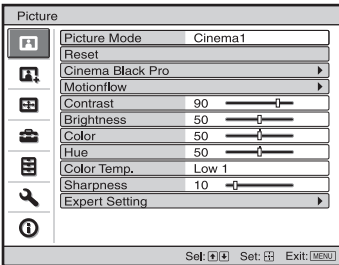 Picture
Picture Mode Cinema1
Reset
Cinema Black Pro
Motionflow
Contrast 90
Brightness 50
Color 50
Hue 50
Color Temp. Low 1
Sharpness 10
Expert Setting
Sel: Set: Exit: MENU